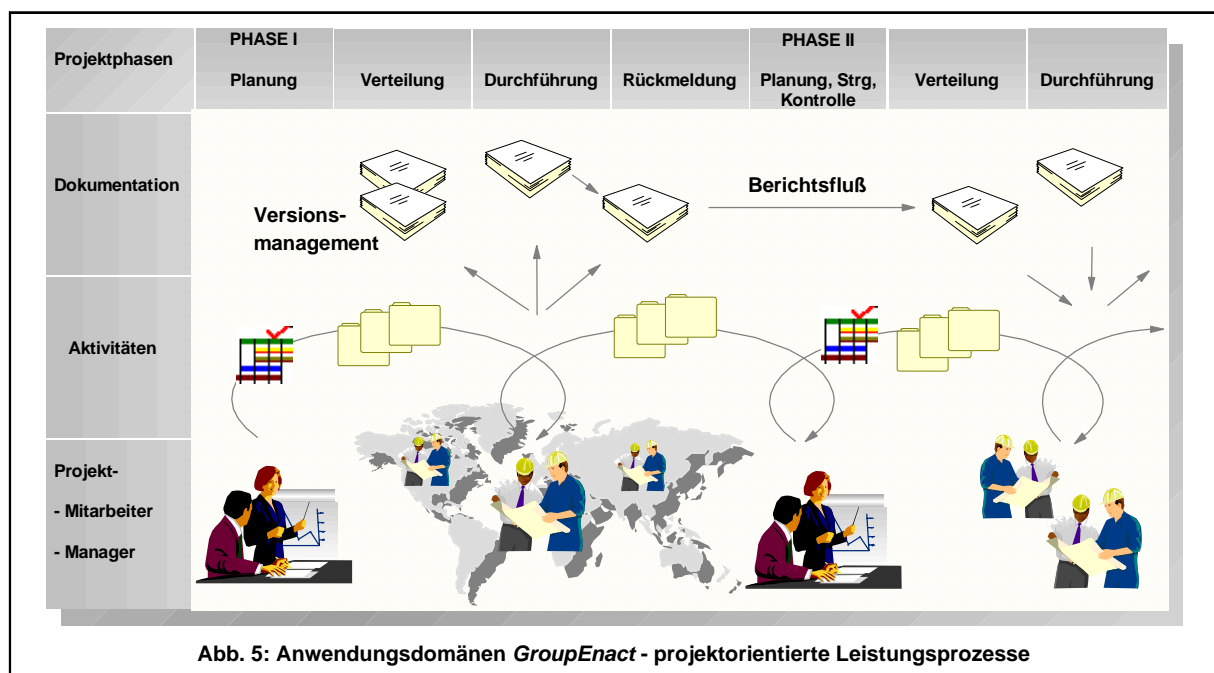 PHASE I
PHASE II
Projektphasen
Planung
Verteilung
Durchführung
Rückmeldung
Planung, Strg,
Kontrolle
Verteilung
Durchführung
Dokumentation
Versions-
management
Berichtsfluß
Aktivitäten
Projekt-
- Mitarbeiter
- Manager
Abb. 5: Anwendungsdomänen GroupEnact - projektorientierte Leistungsprozesse